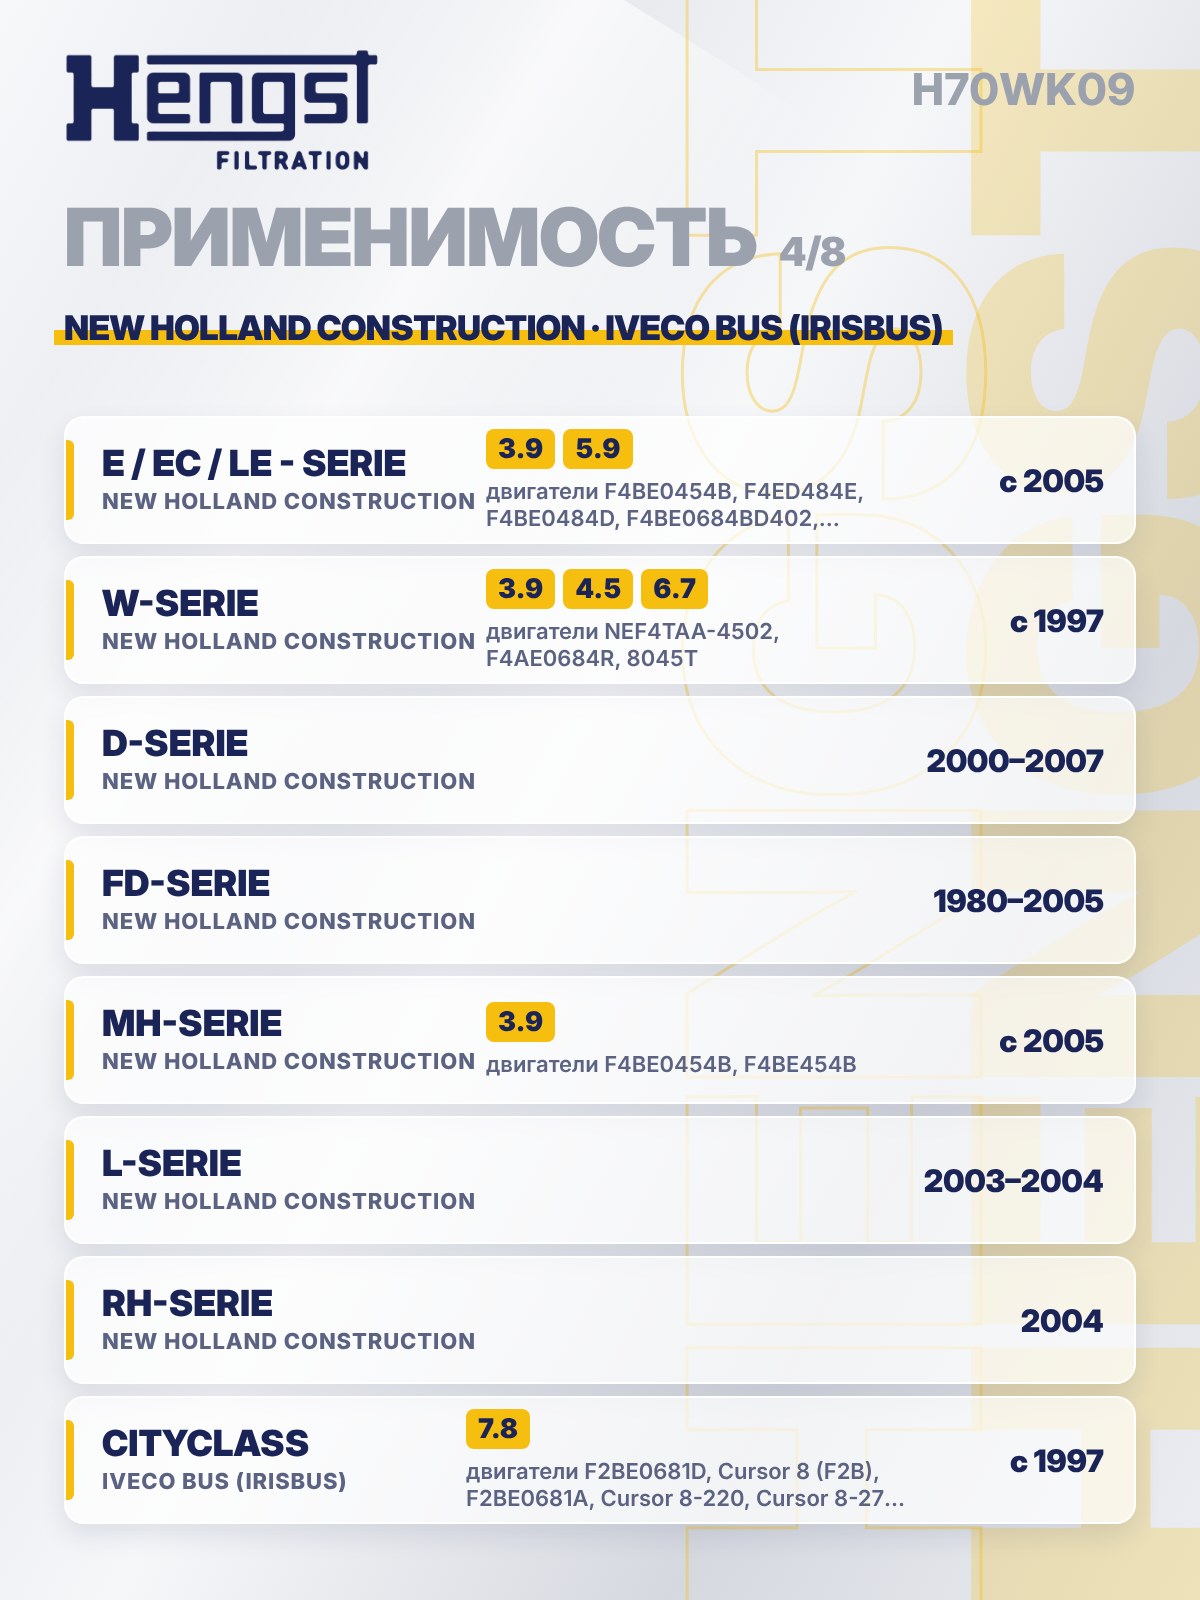 Hengst
FILTRATION
H70WK09
ПРИМЕНИМОСТЬ 4/8
NEW HOLLAND CONSTRUCTION · IVECO BUS (IRISBUS)
E / EC / LE - SERIE
NEW HOLLAND CONSTRUCTION
3.9 5.9
двигатели F4BE0454B, F4ED484E,
F4BE0484D, F4BE0684BD402,...
с 2005
W-SERIE
NEW HOLLAND CONSTRUCTION
3.9 4.5 6.7
двигатели NEF4TAA-4502,
F4AE0684R, 8045T
с 1997
D-SERIE
NEW HOLLAND CONSTRUCTION
2000–2007
FD-SERIE
NEW HOLLAND CONSTRUCTION
1980–2005
MH-SERIE
NEW HOLLAND CONSTRUCTION
3.9
двигатели F4BE0454B, F4BE454B
с 2005
L-SERIE
NEW HOLLAND CONSTRUCTION
2003–2004
RH-SERIE
NEW HOLLAND CONSTRUCTION
2004
CITYCLASS
IVECO BUS (IRISBUS)
7.8
двигатели F2BE0681D, Cursor 8 (F2B),
F2BE0681A, Cursor 8-220, Cursor 8-27...
с 1997
HENGST
HENGST